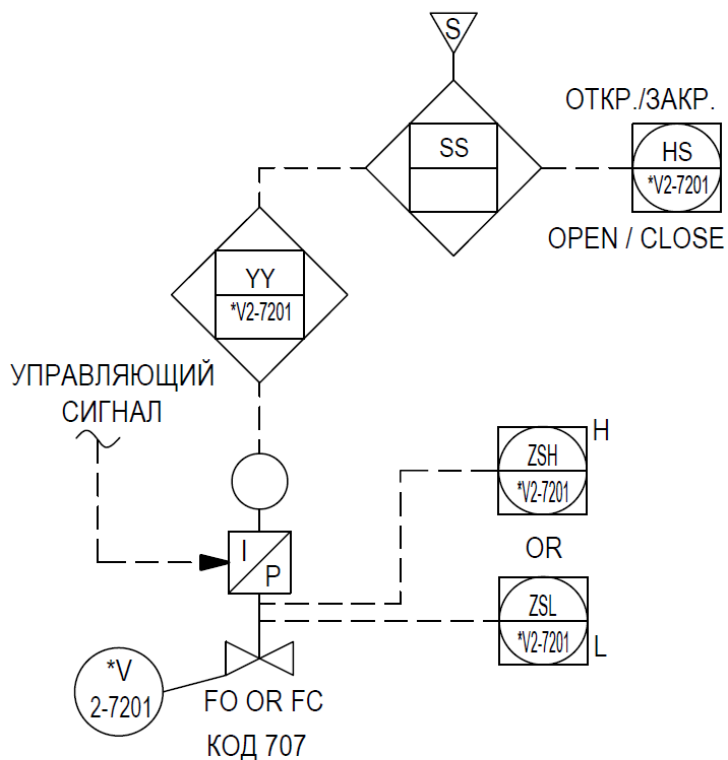 S
ОТКР./ЗАКР.
SS
HS
*V2-7201
OPEN / CLOSE
YY
*V2-7201
УПРАВЛЯЮЩИЙ
СИГНАЛ
H
ZSH
*V2-7201
I
P
OR
ZSL
*V2-7201
L
*V
2-7201
FO OR FC
КОД 707